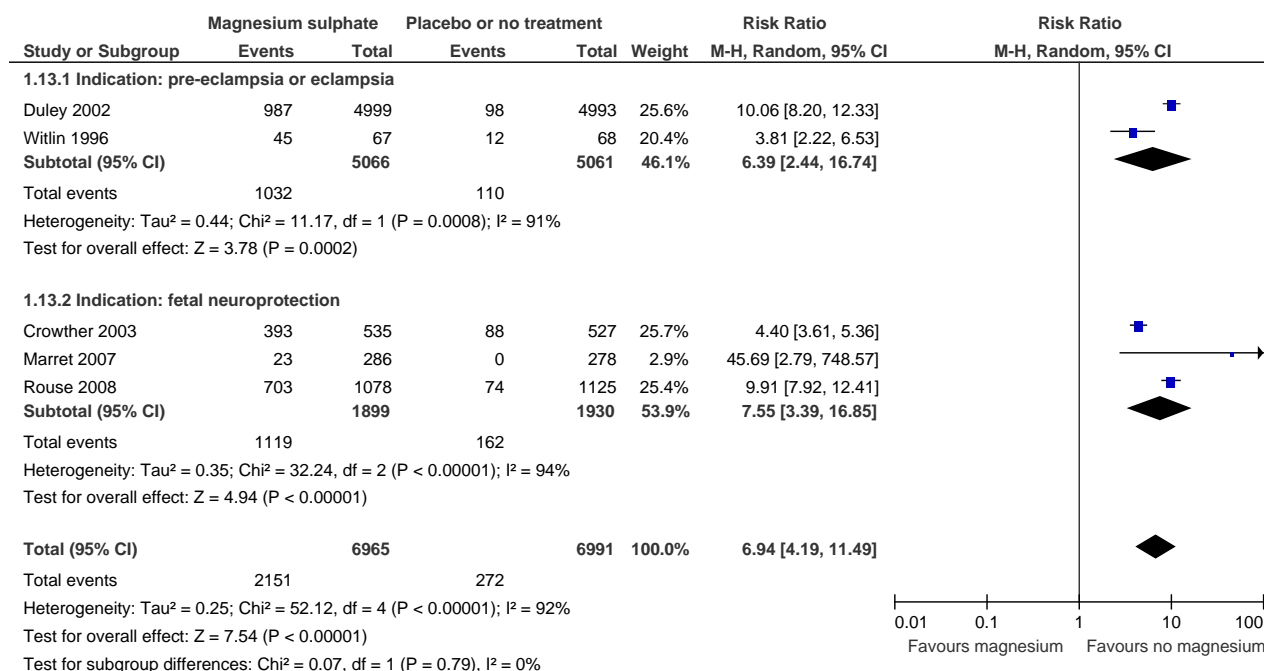 Magnesium sulphate Placebo or no treatment Risk Ratio Risk Ratio
Study or Subgroup Events Total Events Total Weight M-H, Random, 95% CI M-H, Random, 95% CI
1.13.1 Indication: pre-eclampsia or eclampsia
Duley 2002 987 4999 98 4993 25.6% 10.06 [8.20, 12.33]
Witlin 1996 45 67 12 68 20.4% 3.81 [2.22, 6.53]
Subtotal (95% CI) 5066 5061 46.1% 6.39 [2.44, 16.74]
Total events 1032 110
Heterogeneity: Tau² = 0.44; Chi² = 11.17, df = 1 (P = 0.0008); I² = 91%
Test for overall effect: Z = 3.78 (P = 0.0002)
1.13.2 Indication: fetal neuroprotection
Crowther 2003 393 535 88 527 25.7% 4.40 [3.61, 5.36]
Marret 2007 23 286 0 278 2.9% 45.69 [2.79, 748.57]
Rouse 2008 703 1078 74 1125 25.4% 9.91 [7.92, 12.41]
Subtotal (95% CI) 1899 1930 53.9% 7.55 [3.39, 16.85]
Total events 1119 162
Heterogeneity: Tau² = 0.35; Chi² = 32.24, df = 2 (P < 0.00001); I² = 94%
Test for overall effect: Z = 4.94 (P < 0.00001)
Total (95% CI) 6965 6991 100.0% 6.94 [4.19, 11.49]
Total events 2151 272
Heterogeneity: Tau² = 0.25; Chi² = 52.12, df = 4 (P < 0.00001); I² = 92%
Test for overall effect: Z = 7.54 (P < 0.00001)
Test for subgroup differences: Chi² = 0.07, df = 1 (P = 0.79), I² = 0%
0.01 0.1 1 10 100
Favours magnesium Favours no magnesium